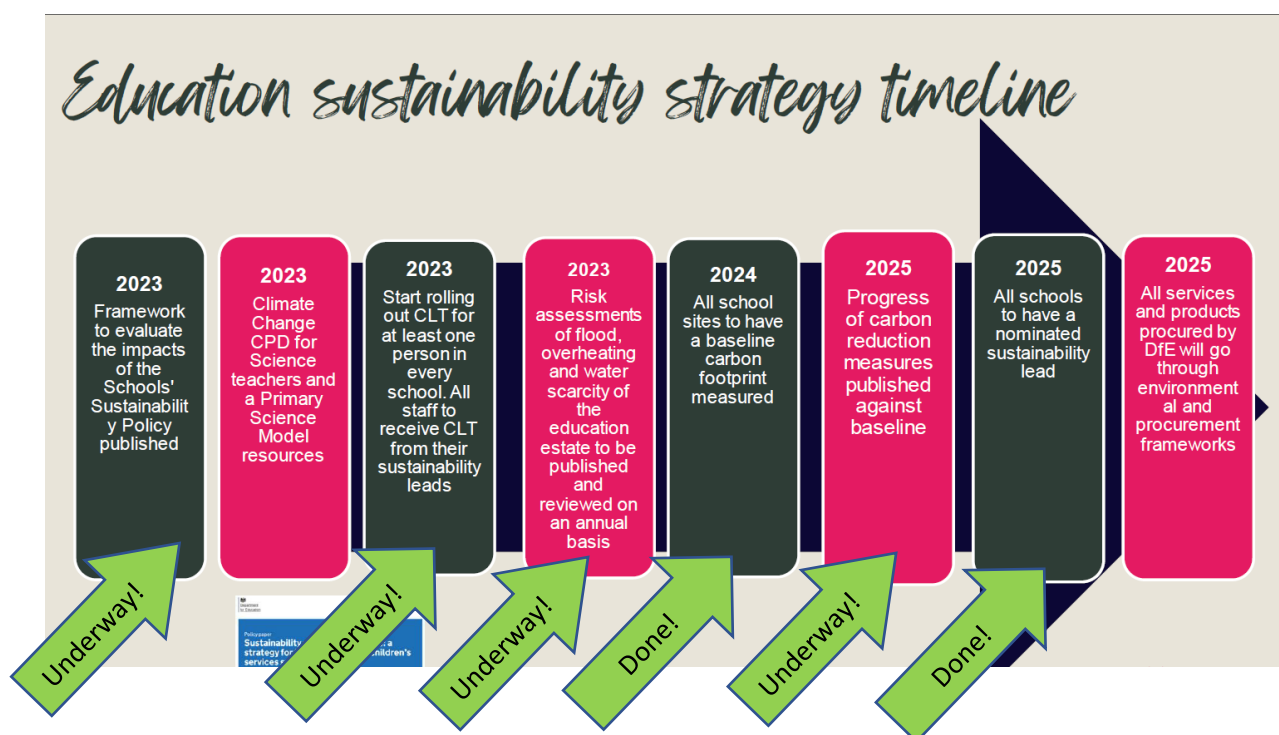 Education sustainability strategy timeline
2023
Framework
to evaluate
the impacts
of the
Schools'
Sustainabilit
y Policy
published
2023
Climate
Change
CPD for
Science
teachers and
a Primary
Science
Model
resources
2023
Start rolling
out CLT for
at least one
person in
every
school. All
staff to
receive CLT
from their
sustainability
leads
2023
Risk
assessments
of flood,
overheating
and water
scarcity of
the
education
estate to be
published
and
reviewed on
an annual
basis
2024
All school
sites to have
a baseline
carbon
footprint
measured
2025
Progress
of carbon
reduction
measures
published
against
baseline
2025
All schools
to have a
nominated
sustainability
lead
2025
All services
and products
procured by
DfE will go
through
environment
al and
procurement
frameworks
Underway!
Underway!
Underway!
Done!
Underway!
Done!
Department
for Education
Policy paper
Sustainability a
strategy for children's
services